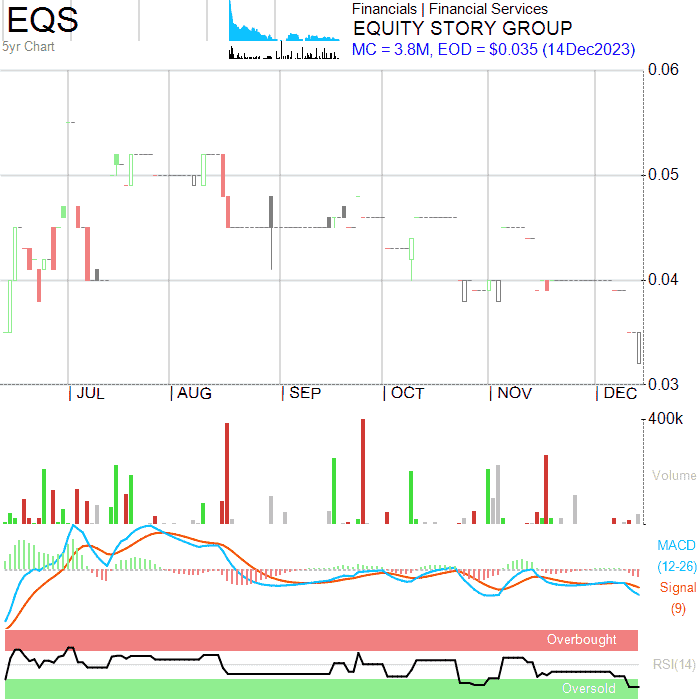 EQS
5yr Chart
Financials | Financial Services
EQUITY STORY GROUP
MC = 3.8M, EOD = $0.035 (14Dec2023)
0.06
0.05
0.04
0.03
JUL AUG SEP OCT NOV DEC
400k
Volume
MACD
(12-26)
Signal
(9)
Overbought
RSI(14)
Oversold